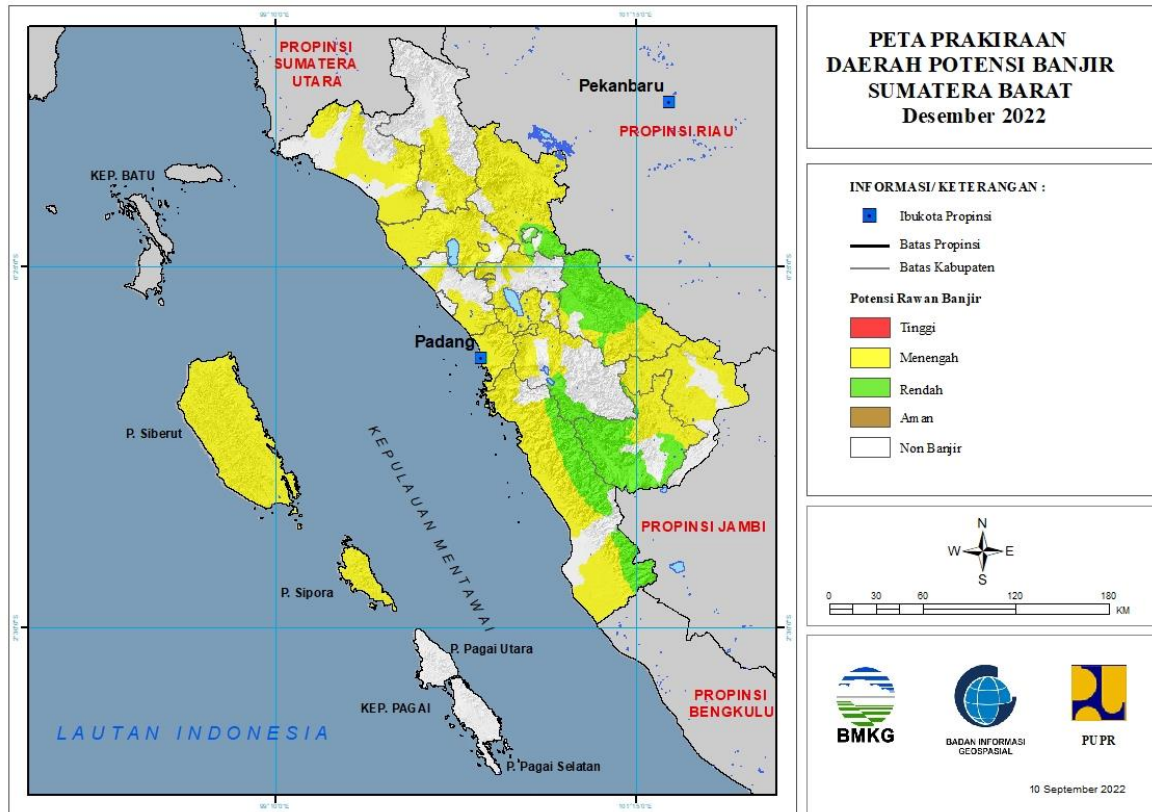 PETA PRAKIRAAN
DAERAH POTENSI BANJIR
SUMATERA BARAT
Desember 2022
INFORMASI/KETERANGAN :
Ibukota Propinsi
Batas Propinsi
Batas Kabupaten
Potensi Rawan Banjir
Tinggi
Menengah
Rendah
Aman
Non Banjir
N
W E
S
0 30 60 120 180
KM
BMKG
BADAN INFORMASI
GEOSPASIAL
PUPR
10 September 2022
PROPINSI
SUMATERA
UTARA
Pekanbaru
PROPINSI RIAU
KEP. BATU
Padang
P. Siberut
KEPULAUAN MENTAWAI
PROPINSI JAMBI
P. Sipora
P. Pagai Utara
KEP. PAGAI
PROPINSI
BENGKULU
LAUTAN INDONESIA
P. Pagai Selatan